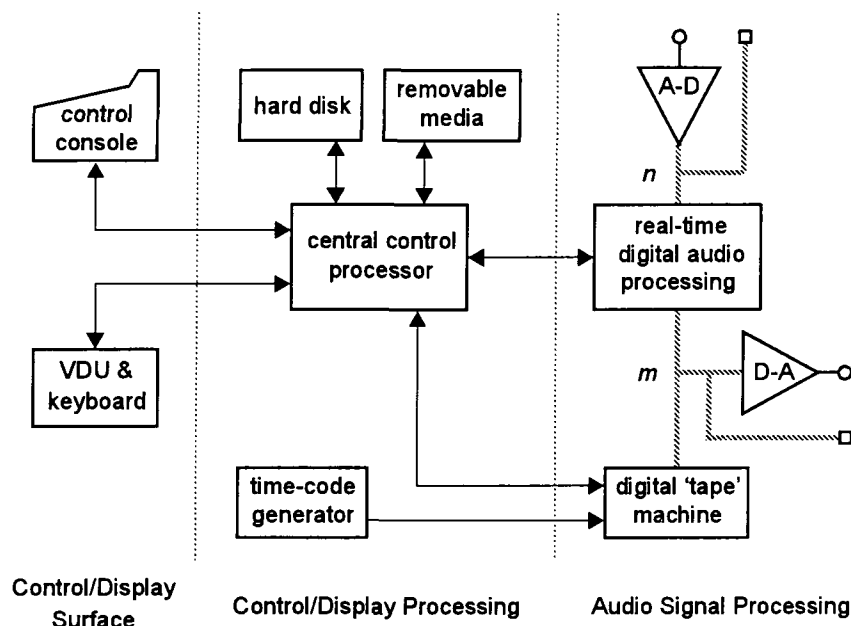 control
console
hard disk
removable
media
A-D
n
central control
processor
real-time
digital audio
processing
VDU &
keyboard
m
D-A
time-code
generator
digital 'tape'
machine
Control/Display
Surface
Control/Display Processing
Audio Signal Processing